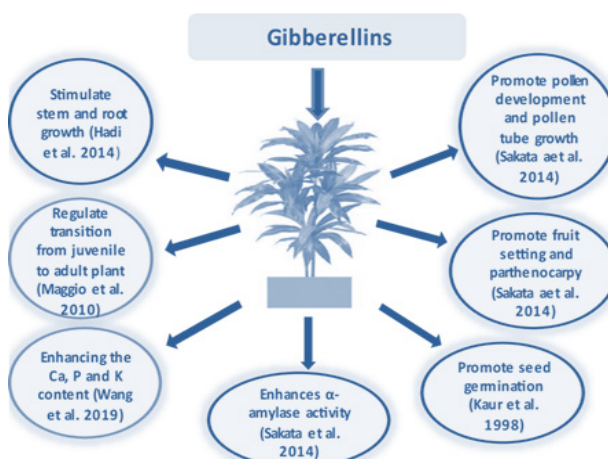 Gibberellins
Stimulate
stem and root
growth (Hadi
et al. 2014)
Regulate
transition
from juvenile
to adult plant
(Maggio et al.
2010)
Enhancing the
Ca, P and K
content (Wang
et al. 2019)
Enhances α-
amylase activity
(Sakata et al.
2014)
Promote seed
germination
(Kaur et al.
1998)
Promote fruit
setting and
parthenocarpy
(Sakata aet al.
2014)
Promote pollen
development
and pollen
tube growth
(Sakata aet al.
2014)